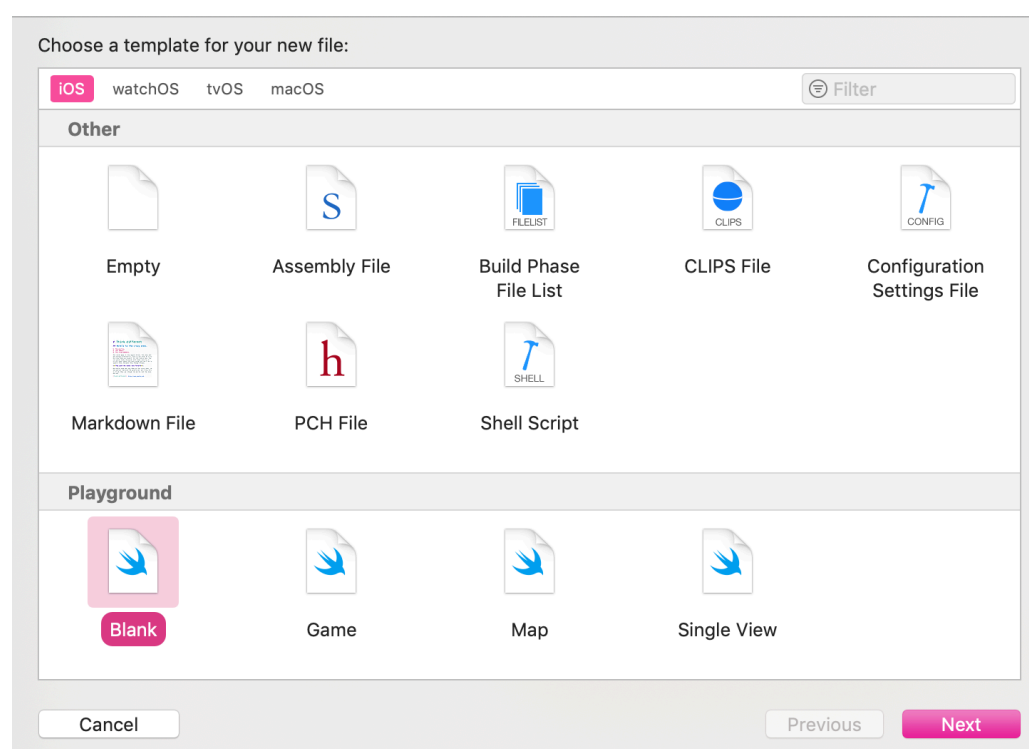 Choose a template for your new file:
iOS watchOS tvOS macOS Filter
Other
S FILELIST CLIPS CONFIG
Empty Assembly File Build Phase File List CLIPS File Configuration Settings File
h SHELL
Markdown File PCH File Shell Script
Playground
Blank Game Map Single View
Cancel Previous Next